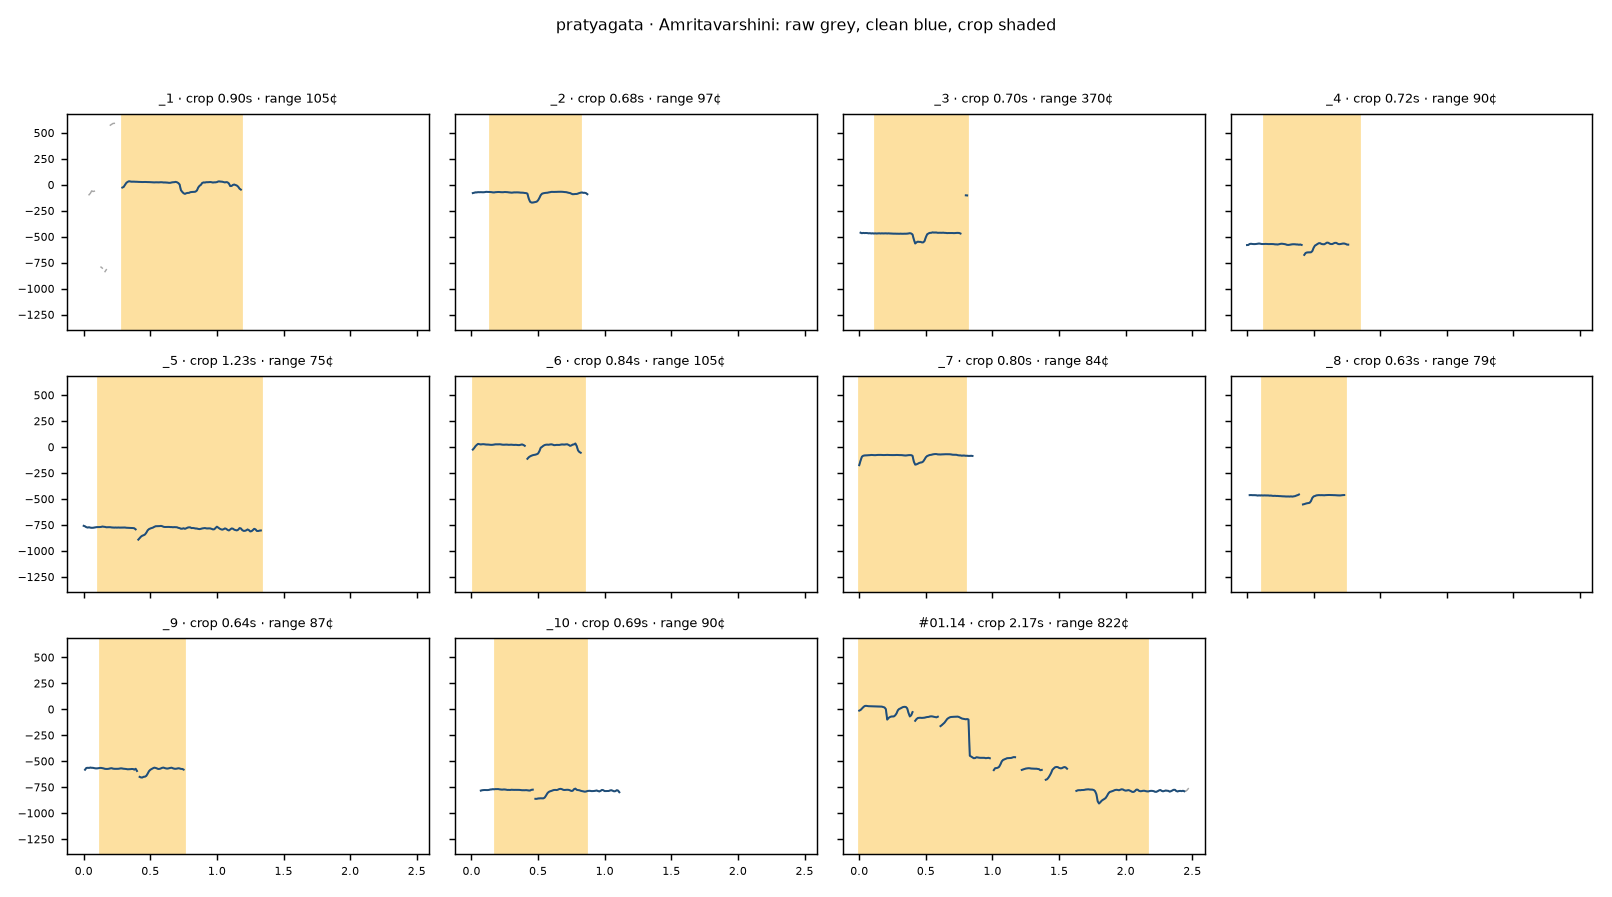 pratyagata · Amritavarshini: raw grey, clean blue, crop shaded
_1 · crop 0.90s · range 105¢
_2 · crop 0.68s · range 97¢
_3 · crop 0.70s · range 370¢
_4 · crop 0.72s · range 90¢
500
250
0
−250
−500
−750
−1000
−1250
_5 · crop 1.23s · range 75¢
_6 · crop 0.84s · range 105¢
_7 · crop 0.80s · range 84¢
_8 · crop 0.63s · range 79¢
500
250
0
−250
−500
−750
−1000
−1250
_9 · crop 0.64s · range 87¢
_10 · crop 0.69s · range 90¢
#01.14 · crop 2.17s · range 822¢
500
250
0
−250
−500
−750
−1000
−1250
0.0 0.5 1.0 1.5 2.0 2.5
0.0 0.5 1.0 1.5 2.0 2.5
0.0 0.5 1.0 1.5 2.0 2.5